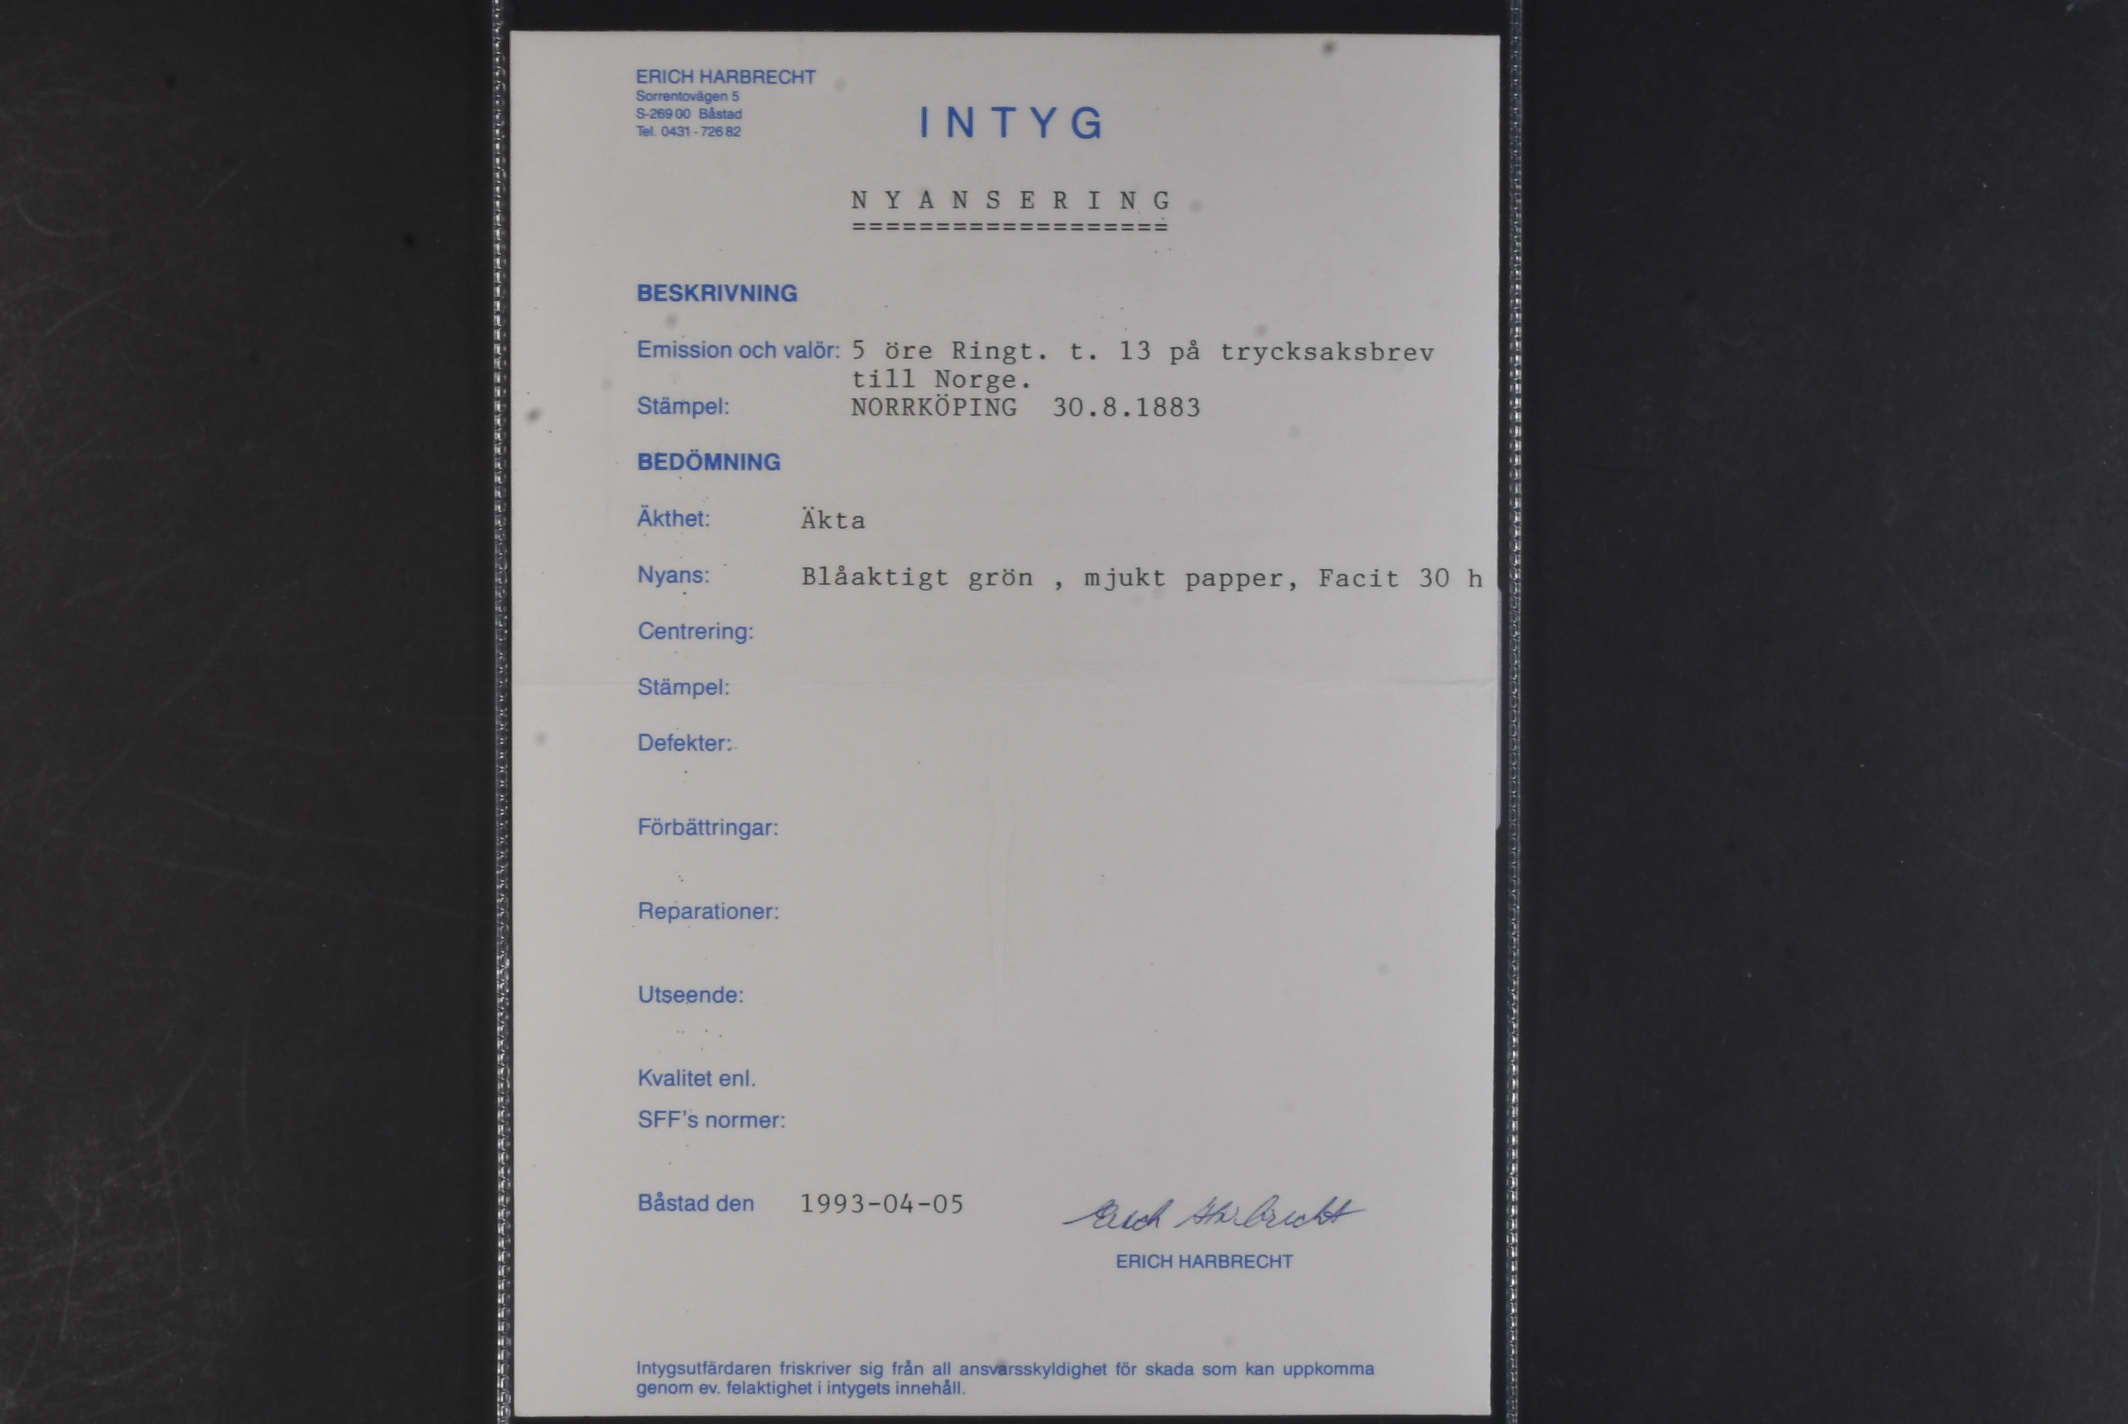 ERICH HARBRECHT
Sorrentovägen 5
S-269 00 Båstad
Tel. 0431 - 726 82
INTYG
NYANSERING
===================
BESKRIVNING
Emission och valör: 5 öre Ringt. t. 13 på trycksaksbrev
till Norge.
Stämpel: NORRKÖPING 30.8.1883
BEDÖMNING
Äkthet: Äkta
Nyans: Blåaktigt grön , mjukt papper, Facit 30 h
Centrering:
Stämpel:
Defekter:
Förbättringar:
Reparationer:
Utseende:
Kvalitet enl.
SFF's normer:
Båstad den 1993-04-05
Erich Harbrecht
ERICH HARBRECHT
Intygsutfärdaren friskriver sig från all ansvarsskyldighet för skada som kan uppkomma
genom ev. felaktighet i intygets innehåll.